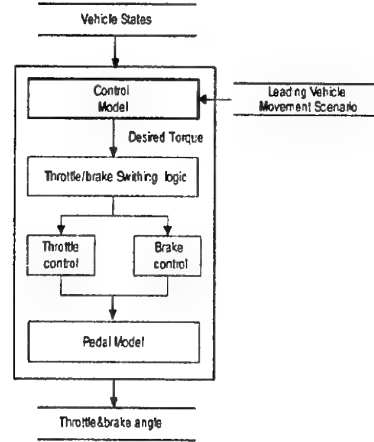 Vehicle States
Control
Model
Leading Vehicle
Movement Scenario
Desired Torque
Throttle/brake Swithing logic
Throttle
control
Brake
control
Pedal Model
Throttle&brake angle